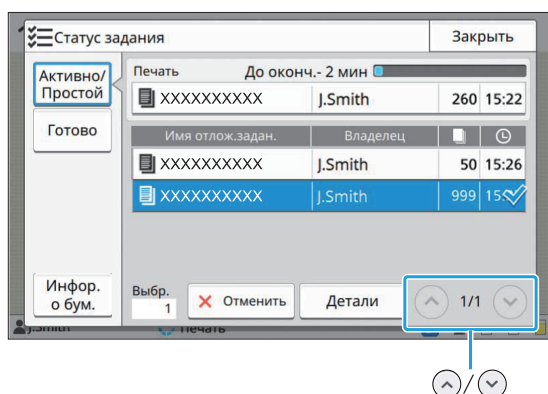 Статус задания
Закрыть
Активно/
Простой
Готово
Инфор.
о бум.
Печать
До оконч.- 2 мин
XXXXXXXXXX J.Smith 260 15:22
Имя отлож.задан. Владелец
XXXXXXXXXX J.Smith 50 15:26
XXXXXXXXXX J.Smith 999
Выбр.
1
Отменить
Детали
1/1
J.Smith
Печать
/